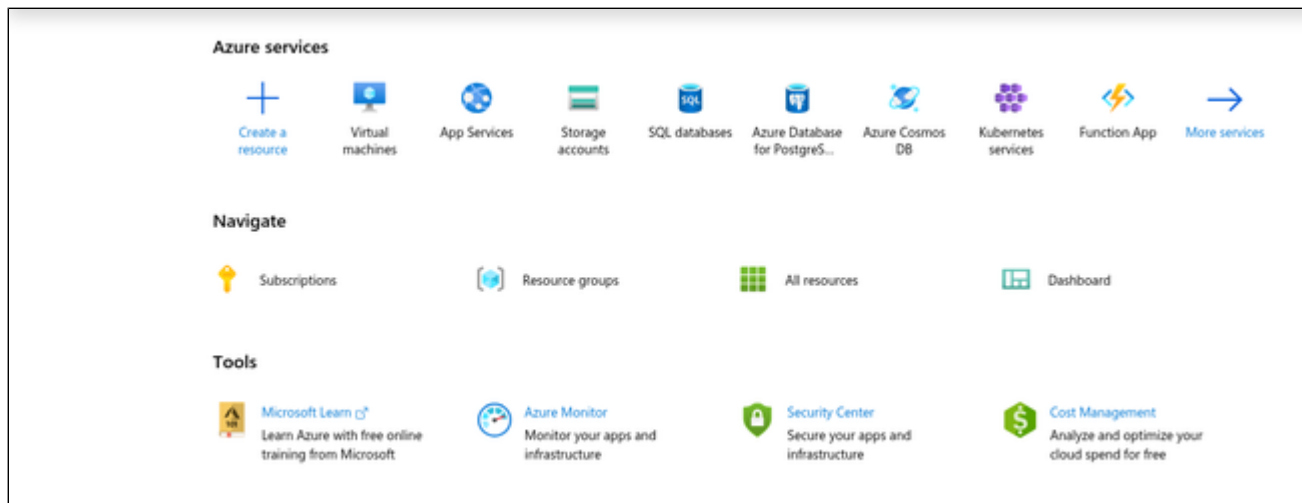 Azure services
Create a
resource
Virtual
machines
App Services
Storage
accounts
SQL
SQL databases
Azure Database
for PostgreS...
Azure Cosmos
DB
Kubernetes
services
Function App
More services
Navigate
Subscriptions
Resource groups
All resources
Dashboard
Tools
Microsoft Learn
Learn Azure with free online
training from Microsoft
Azure Monitor
Monitor your apps and
infrastructure
Security Center
Secure your apps and
infrastructure
Cost Management
Analyze and optimize your
cloud spend for free